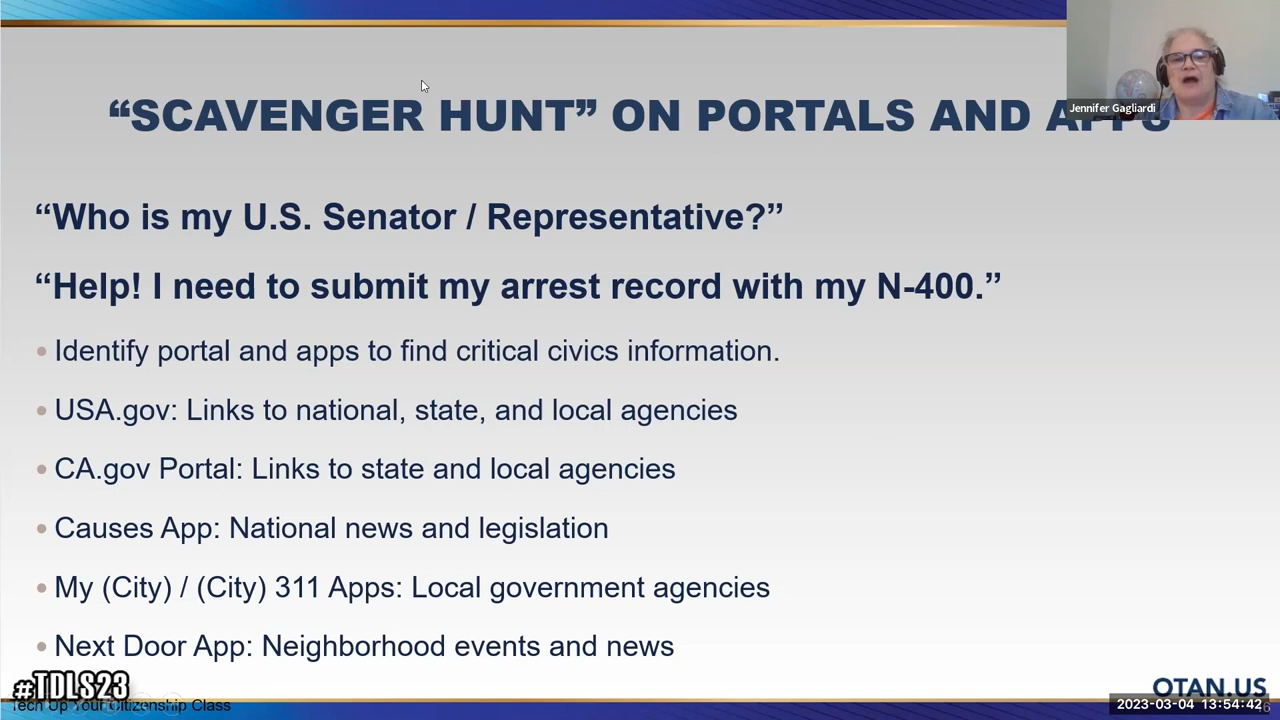 “SCAVENGER HUNT” ON PORTALS AND APPS
Jennifer Gagliardi
“Who is my U.S. Senator / Representative?”
“Help! I need to submit my arrest record with my N-400.”
• Identify portal and apps to find critical civics information.
• USA.gov: Links to national, state, and local agencies
• CA.gov Portal: Links to state and local agencies
• Causes App: National news and legislation
• My (City) / (City) 311 Apps: Local government agencies
• Next Door App: Neighborhood events and news
#TDLS23
Tech Up Your Citizenship Class
OTAN.US
2023-03-04 13:54:42